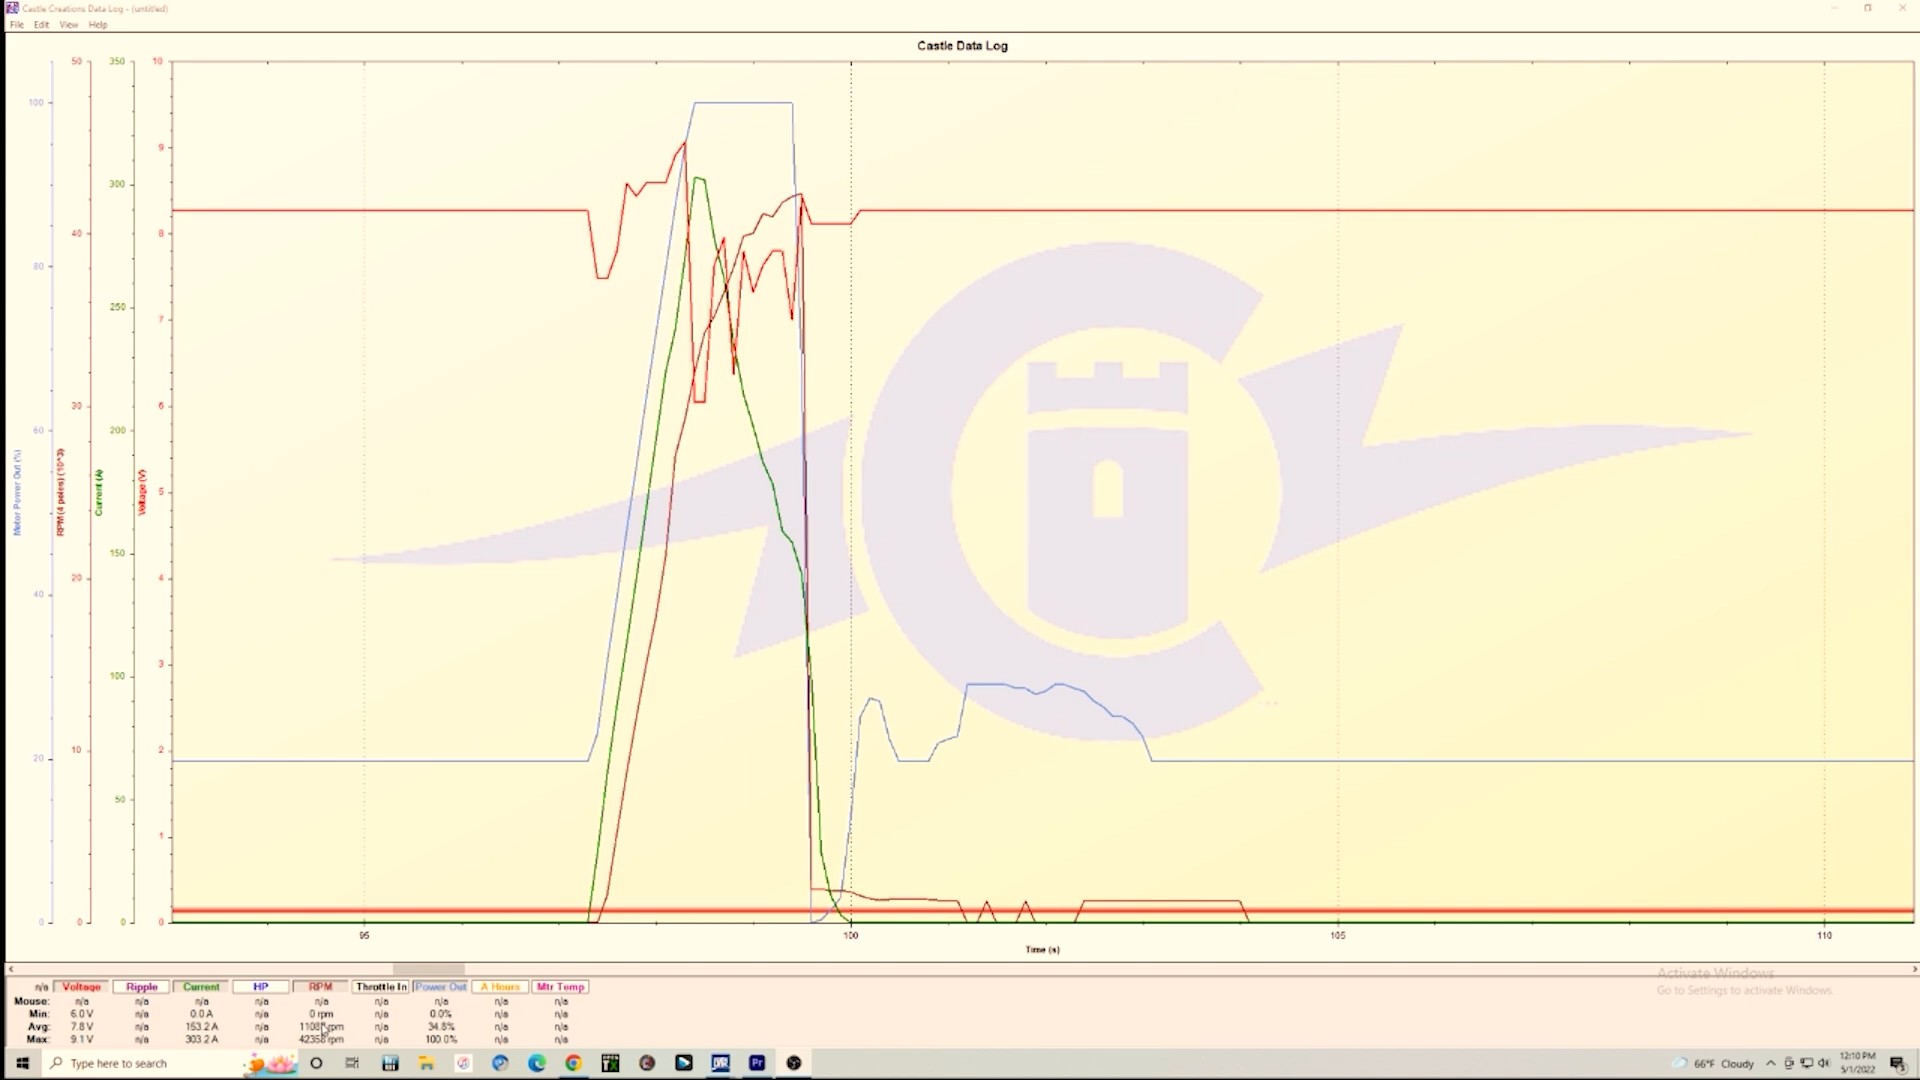 Castle Creations Data Log - (untitled)
File Edit View Help
Castle Data Log
50 350 10
100
9
300
40 8
80
250
7
30 6
60
200
Motor Power Out (%) RPM (4 poles) (10^3) Current (A) Voltage (V)
5
150
20 4
40
3
100
10 2
20
50
1
0 0 0 0
95 100 105 110
Time (s)
Activate Windows
Go to Settings to activate Windows.
n/a Voltage Ripple Current HP RPM Throttle In Power Out A Hours Mtr Temp
Mouse: n/a n/a n/a n/a n/a n/a n/a n/a n/a
Min: 6.0 V n/a 0.0 A n/a 0 rpm n/a 0.0% n/a n/a
Avg: 7.8 V n/a 153.2 A n/a rpm n/a 34.8% n/a n/a
Max: 9.1 V n/a 303.2 A n/a 42358 rpm n/a 100.0% n/a n/a
Type here to search
66°F Cloudy
12:10 PM
5/1/2022